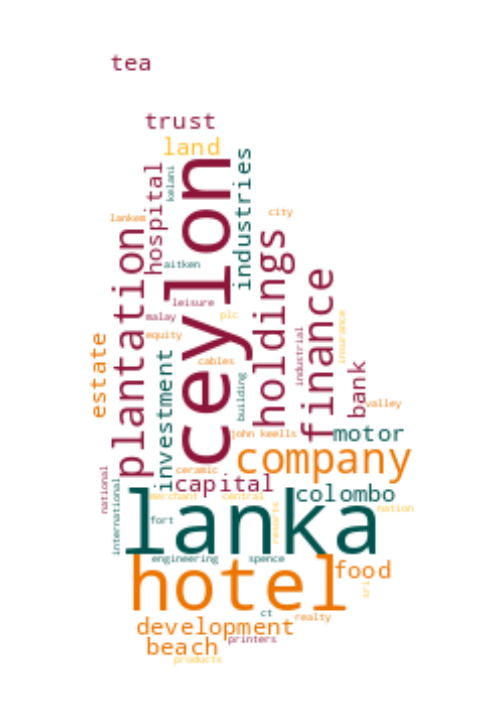 tea
trust
land
ceylon
hospital
kelani
industries
lankem
city
plantation
aitken
holdings
finance
leisure
malay
plc
equity
industrial
insurance
estate
investment
cables
building
bank
valley
john keells
motor
company
ceramic
capital
national
international
merchant
central
colombo
lanka
resorts
nation
fort
engineering
spence
hotel
food
sri
ct
realty
development
printers
beach
products